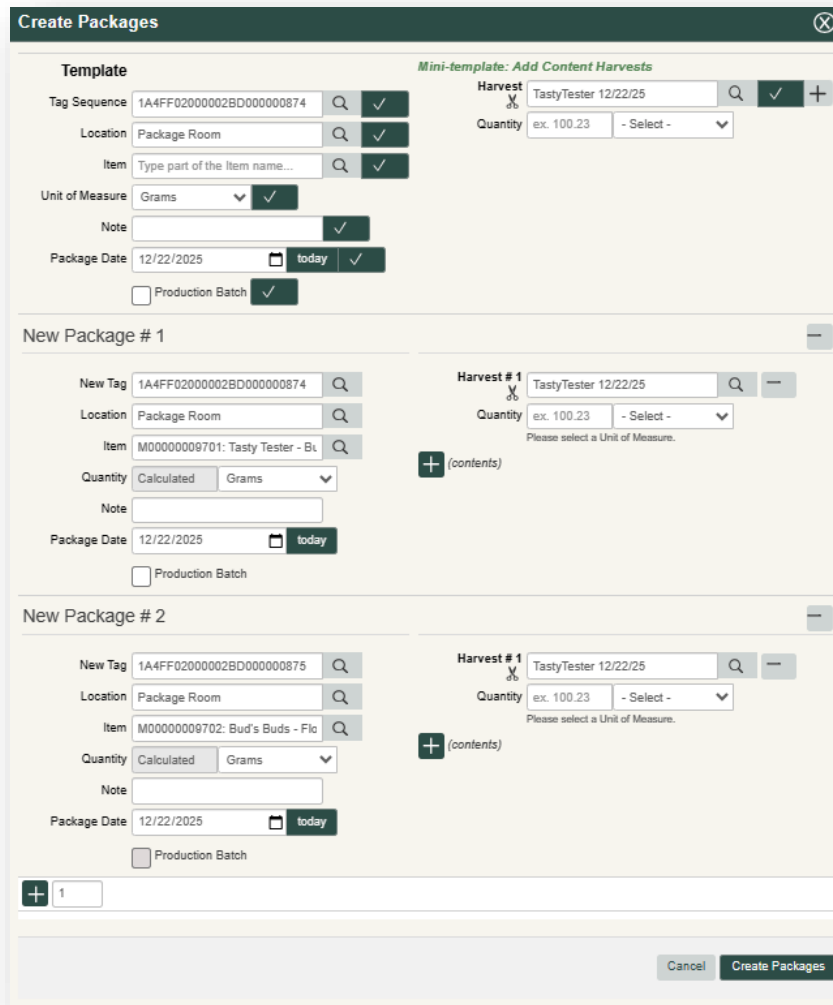 Create Packages
Template
Mini-template: Add Content Harvests
Tag Sequence 1A4FF02000002BD000000874
Harvest TastyTester 12/22/25
Location Package Room
Quantity ex. 100.23 - Select -
Item Type part of the Item name...
Unit of Measure Grams
Note
Package Date 12/22/2025 today
Production Batch
New Package # 1
New Tag 1A4FF02000002BD000000874
Harvest # 1 TastyTester 12/22/25
Location Package Room
Quantity ex. 100.23 - Select -
Please select a Unit of Measure.
Item M00000009701: Tasty Tester - Bu
(contents)
Quantity Calculated Grams
Note
Package Date 12/22/2025 today
Production Batch
New Package # 2
New Tag 1A4FF02000002BD000000875
Harvest # 1 TastyTester 12/22/25
Location Package Room
Quantity ex. 100.23 - Select -
Please select a Unit of Measure.
Item M00000009702: Bud's Buds - Flo
(contents)
Quantity Calculated Grams
Note
Package Date 12/22/2025 today
Production Batch
1
Cancel Create Packages